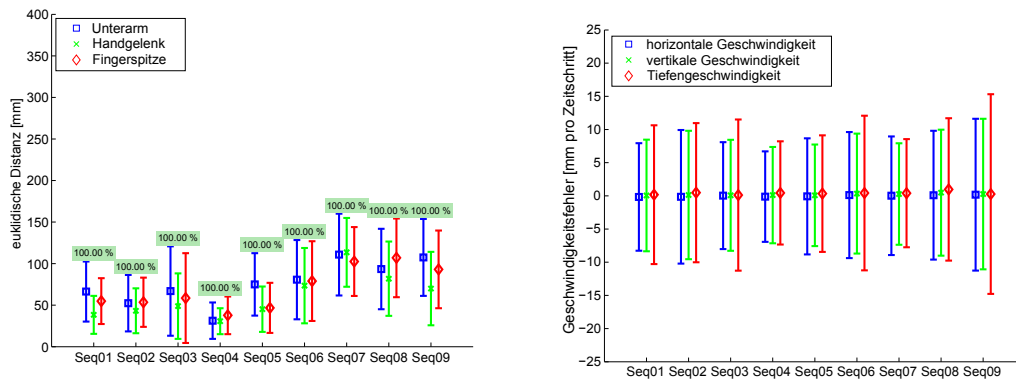 euklidische Distanz [mm]
400
350
300
250
200
150
100
50
0
Unterarm
Handgelenk
Fingerspitze
100.00 %
100.00 %
100.00 %
100.00 %
100.00 %
100.00 %
100.00 %
100.00 %
100.00 %
Seq01 Seq02 Seq03 Seq04 Seq05 Seq06 Seq07 Seq08 Seq09
Geschwindigkeitsfehler [mm pro Zeitschritt]
25
20
15
10
5
0
−5
−10
−15
−20
−25
horizontale Geschwindigkeit
vertikale Geschwindigkeit
Tiefengeschwindigkeit
Seq01 Seq02 Seq03 Seq04 Seq05 Seq06 Seq07 Seq08 Seq09